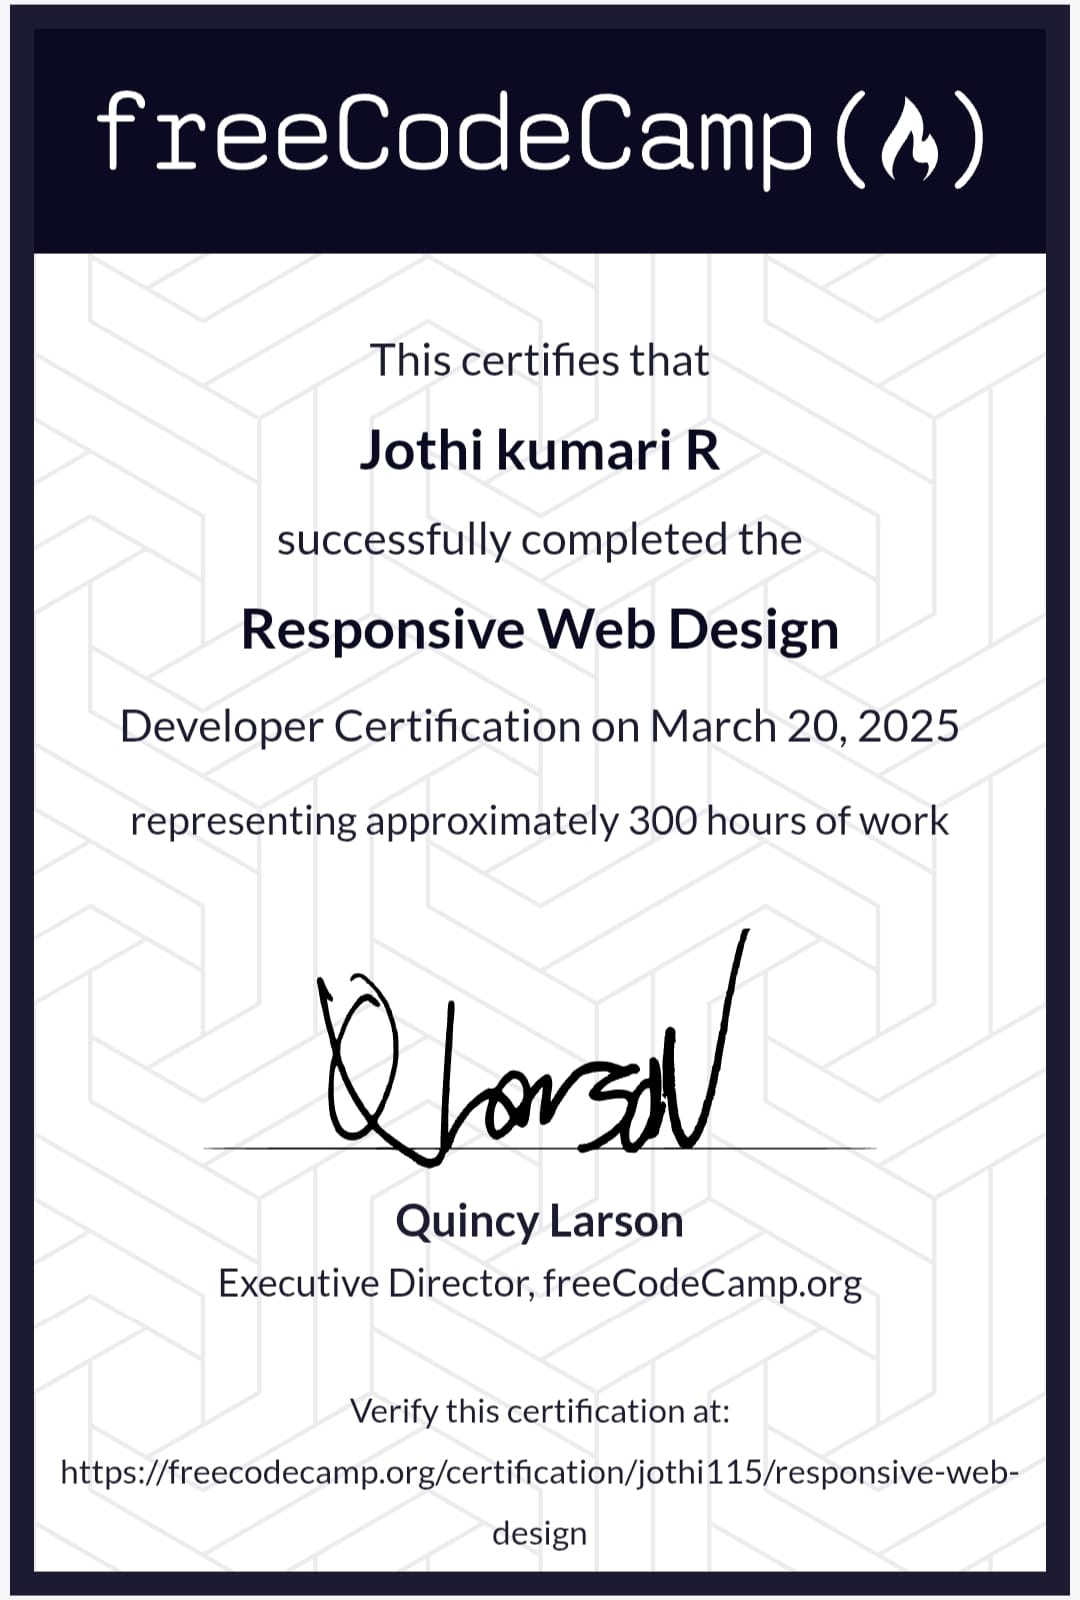 freeCodeCamp(🔥)
This certifies that
Jothi kumari R
successfully completed the
Responsive Web Design
Developer Certification on March 20, 2025
representing approximately 300 hours of work
QLarson
Quincy Larson
Executive Director, freeCodeCamp.org
Verify this certification at:
https://freecodecamp.org/certification/jothi115/responsive-web-
design